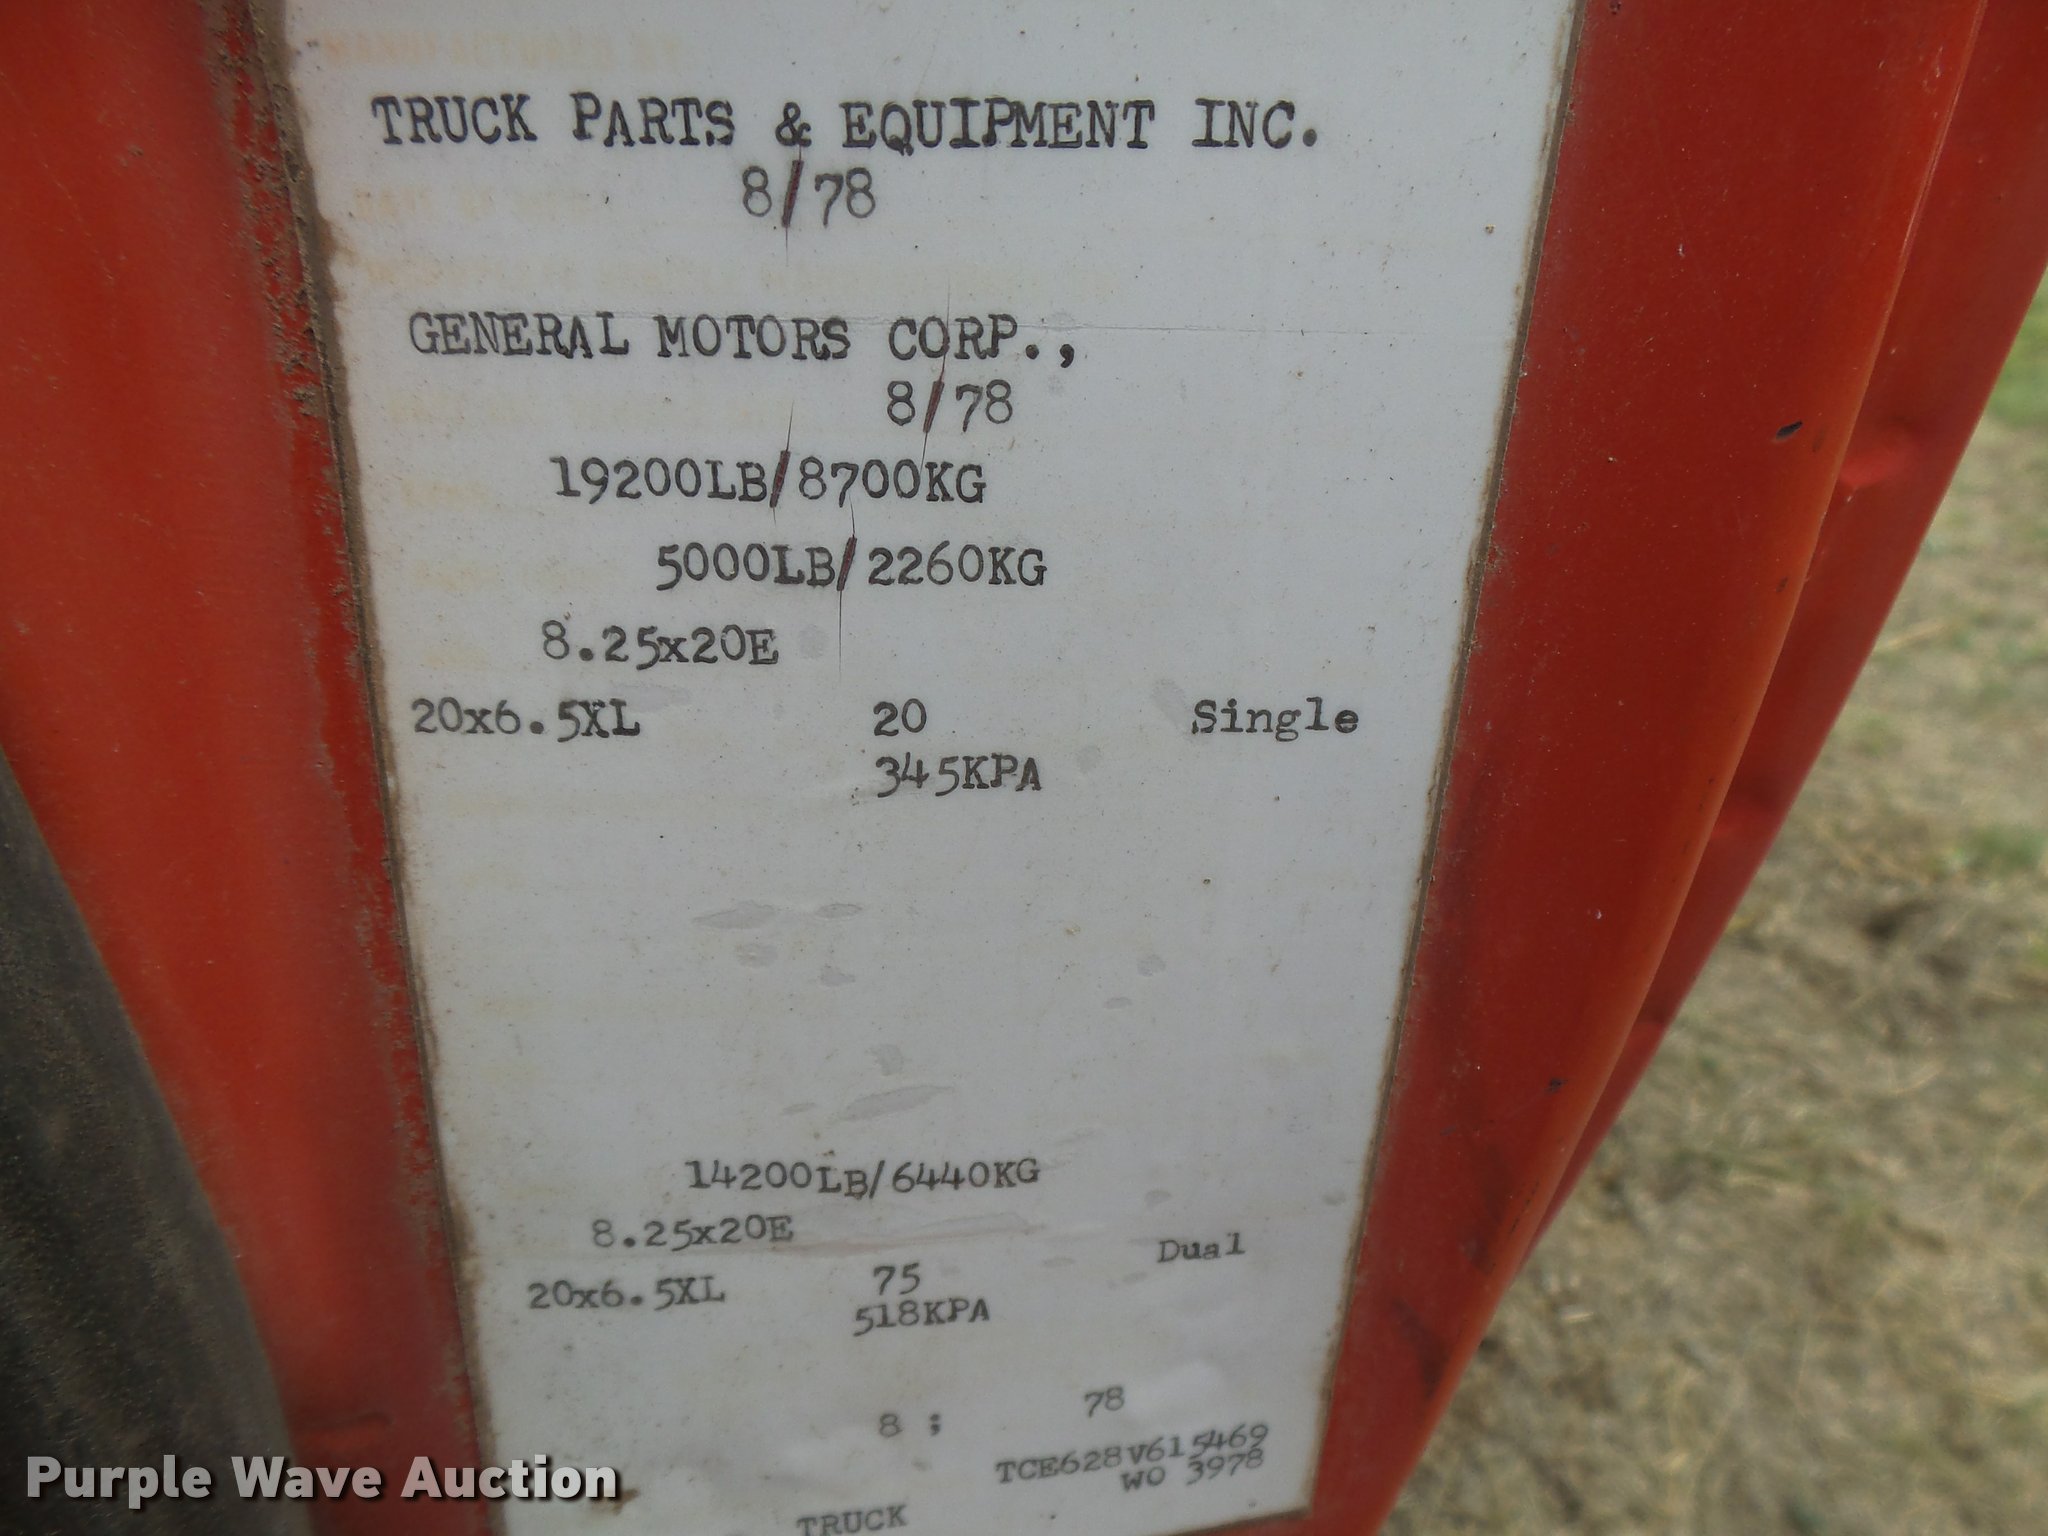 TRUCK PARTS & EQUIPMENT INC.
8/78
GENERAL MOTORS CORP.,
8/78
19200LB/8700KG
5000LB/2260KG
8.25x20E
20x6.5XL 20 Single
345KPA
14200LB/6440KG
8.25x20E
20x6.5XL 75 Dual
518KPA
8 ; 78
TCE628V615469
WO 3978
TRUCK
Purple Wave Auction